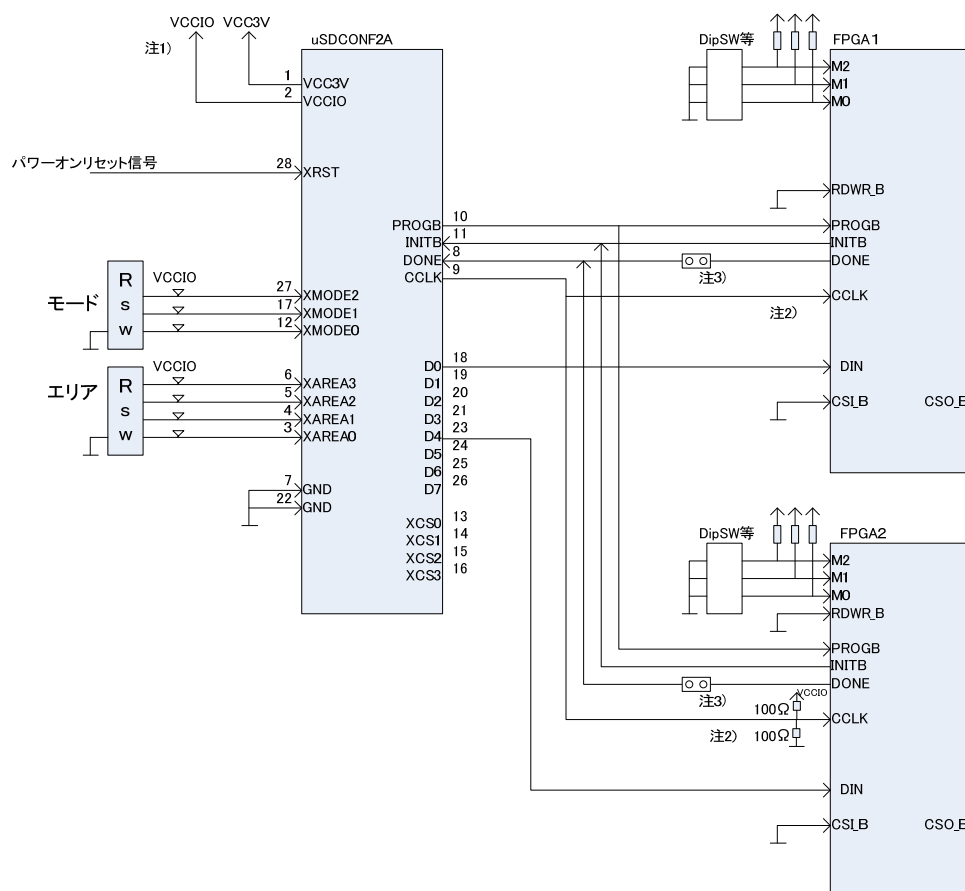 VCCIO VCC3V
注1)
uSDCONF2A
1 VCC3V
2 VCCIO
パワーオンリセット信号
28 XRST
PROGB 10
INITB 11
DONE 8
CCLK 9
モード
R
s
w
VCCIO
27 XMODE2
17 XMODE1
12 XMODE0
エリア
R
s
w
VCCIO
6 XAREA3
5 XAREA2
4 XAREA1
3 XAREA0
7 GND
22 GND
D0 18
D1 19
D2 20
D3 21
D4 23
D5 24
D6 25
D7 26
XCS0 13
XCS1 14
XCS2 15
XCS3 16
DipSW等
FPGA1
M2
M1
M0
RDWR_B
PROGB
INITB
DONE
注3)
CCLK
注2)
DIN
CSI_B CSO_B
DipSW等
FPGA2
M2
M1
M0
RDWR_B
PROGB
INITB
DONE
注3)
VCCIO
100Ω
CCLK
注2) 100Ω
DIN
CSI_B CSO_B